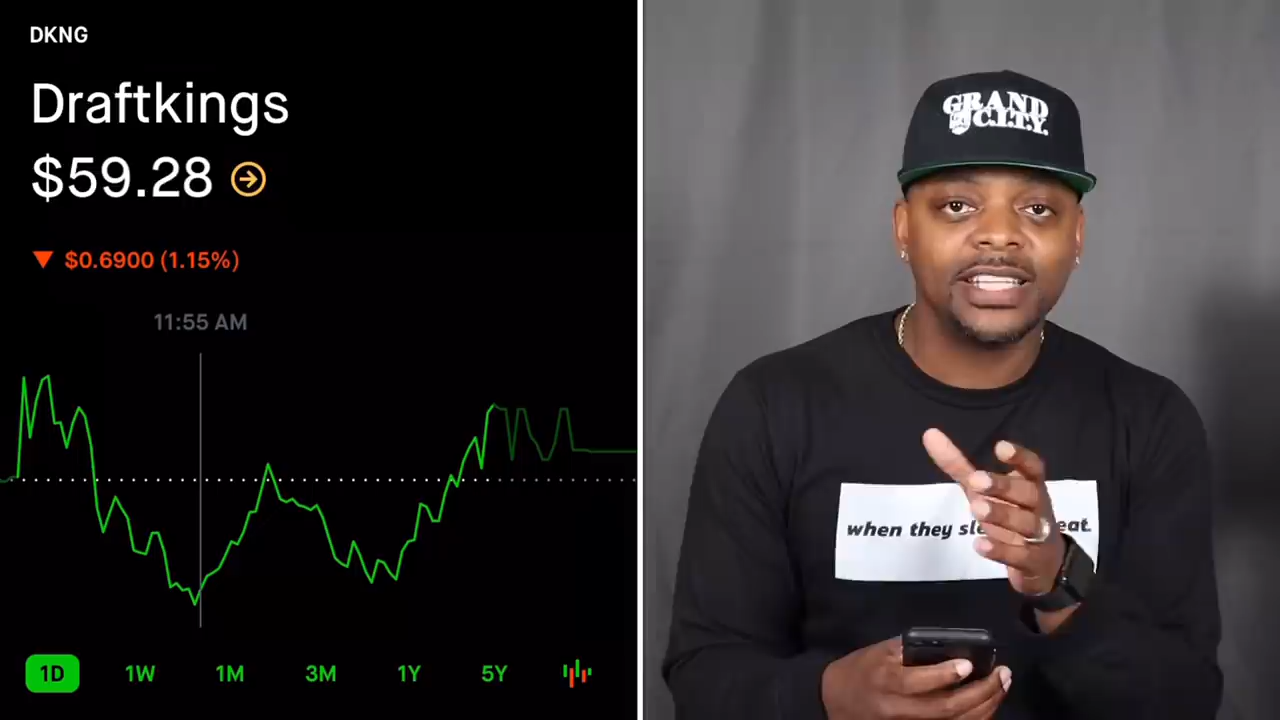 DKNG
Draftkings
$59.28
▼ $0.6900 (1.15%)
11:55 AM
1D 1W 1M 3M 1Y 5Y
GRAND
C.I.T.Y.
when they eat.